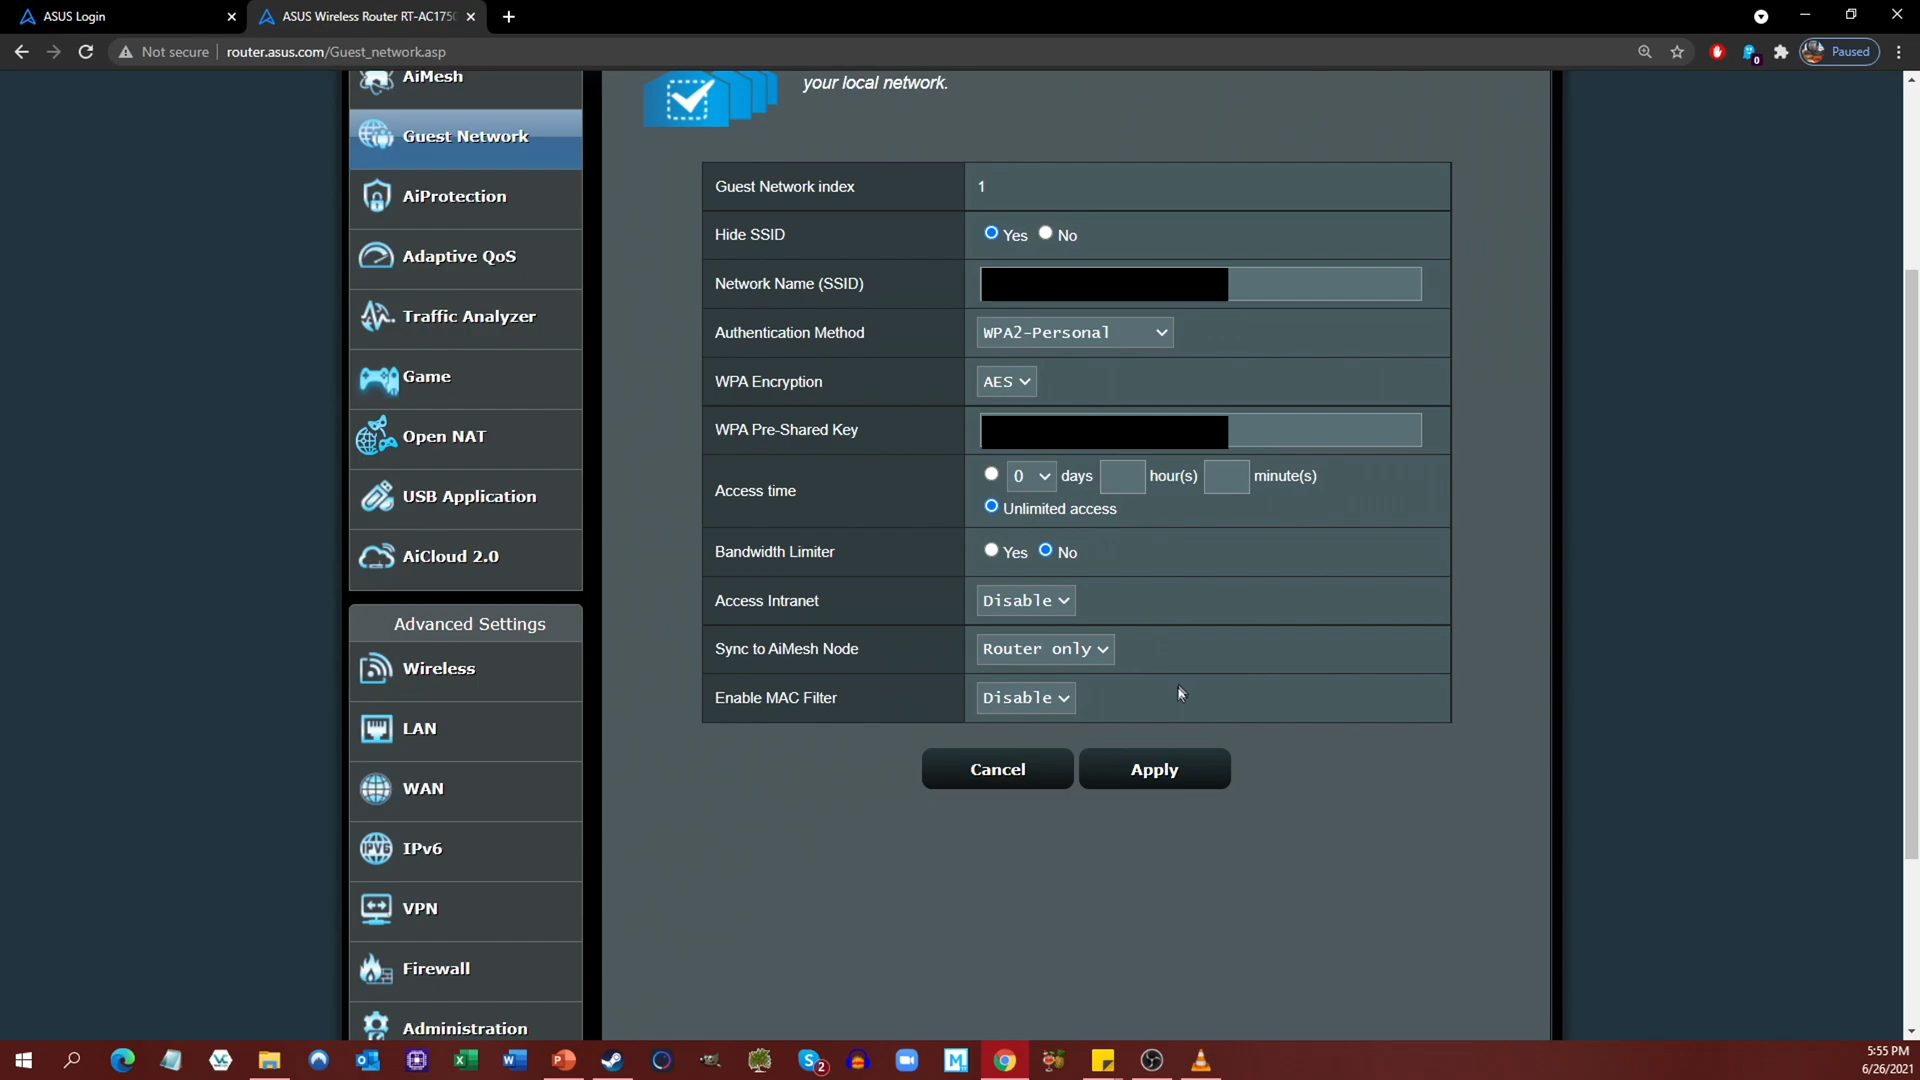 ASUS Login
ASUS Wireless Router RT-AC1750
Not secure
router.asus.com/Guest_network.asp
0
Paused
AiMesh
your local network.
Guest Network
AiProtection
Adaptive QoS
Traffic Analyzer
Game
Open NAT
USB Application
AiCloud 2.0
Advanced Settings
Wireless
LAN
WAN
IPV6
IPv6
VPN
Firewall
Administration
Guest Network index
1
Hide SSID
Yes No
Network Name (SSID)
Authentication Method
WPA2-Personal
WPA Encryption
AES
WPA Pre-Shared Key
Access time
0 days hour(s) minute(s)
Unlimited access
Bandwidth Limiter
Yes No
Access Intranet
Disable
Sync to AiMesh Node
Router only
Enable MAC Filter
Disable
Cancel
Apply
2
5:55 PM
6/26/2021